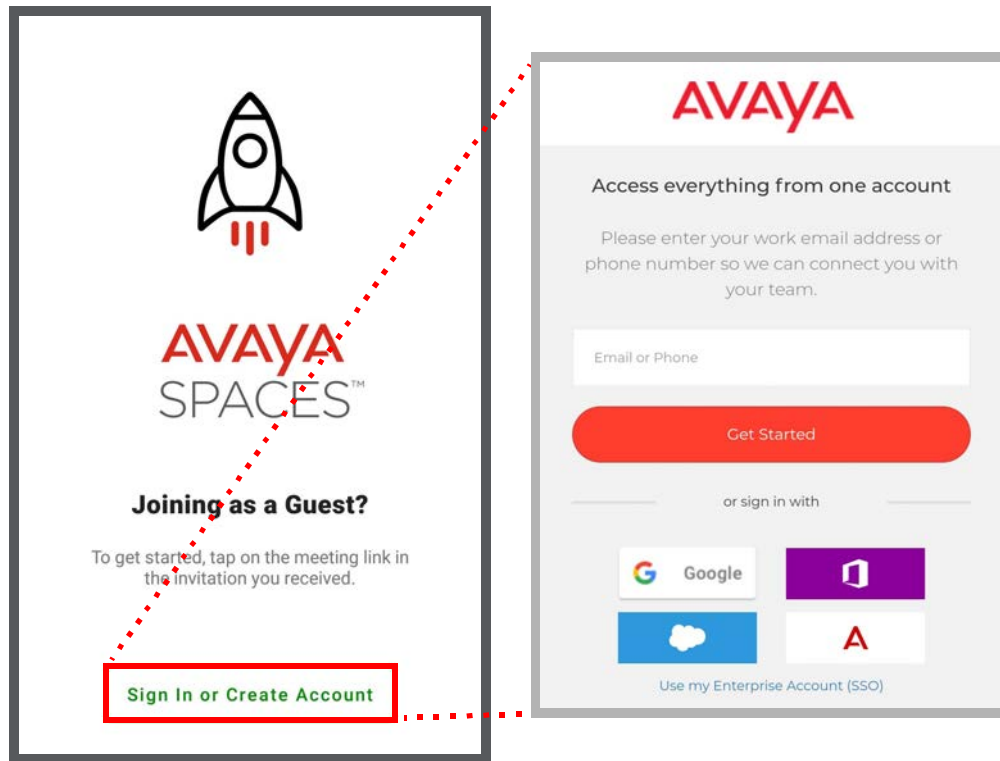 AVAYA
SPACES™
Joining as a Guest?
To get started, tap on the meeting link in
the invitation you received.
Sign In or Create Account
AVAYA
Access everything from one account
Please enter your work email address or
phone number so we can connect you with
your team.
Email or Phone
Get Started
or sign in with
Google
Use my Enterprise Account (SSO)